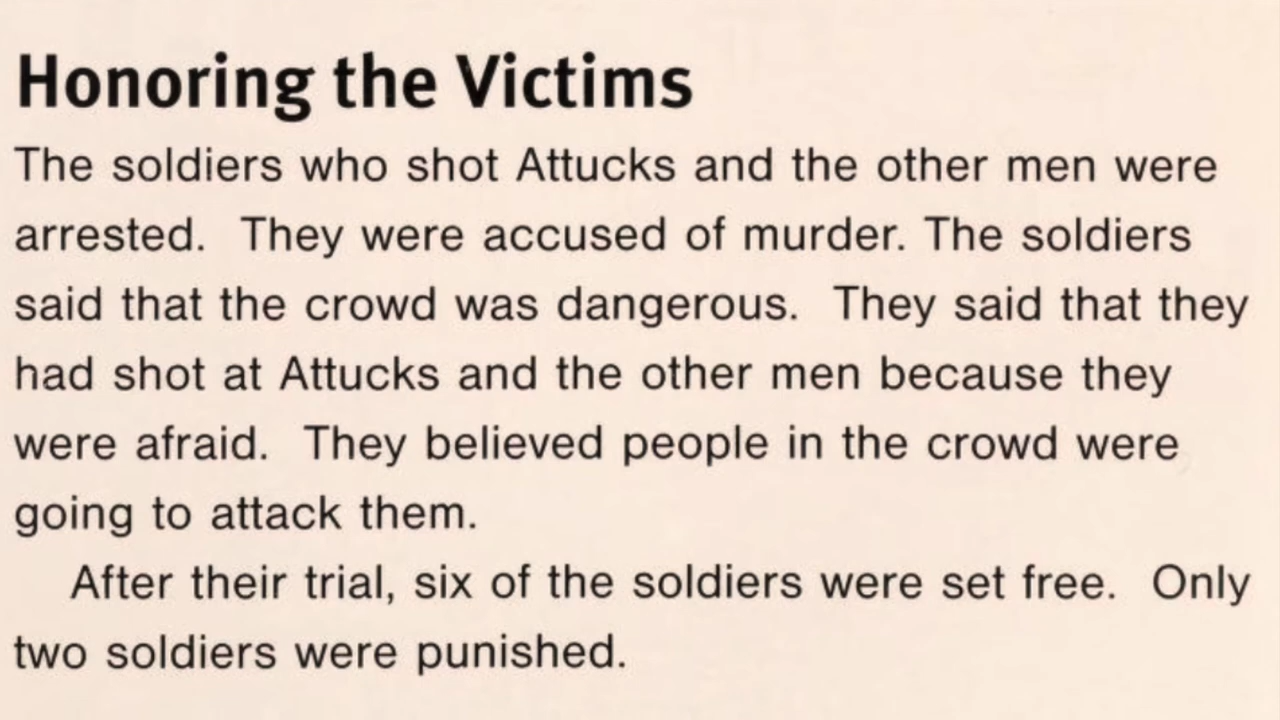 Honoring the Victims
The soldiers who shot Attucks and the other men were
arrested.  They were accused of murder. The soldiers
said that the crowd was dangerous.  They said that they
had shot at Attucks and the other men because they
were afraid.  They believed people in the crowd were
going to attack them.
After their trial, six of the soldiers were set free.  Only
two soldiers were punished.